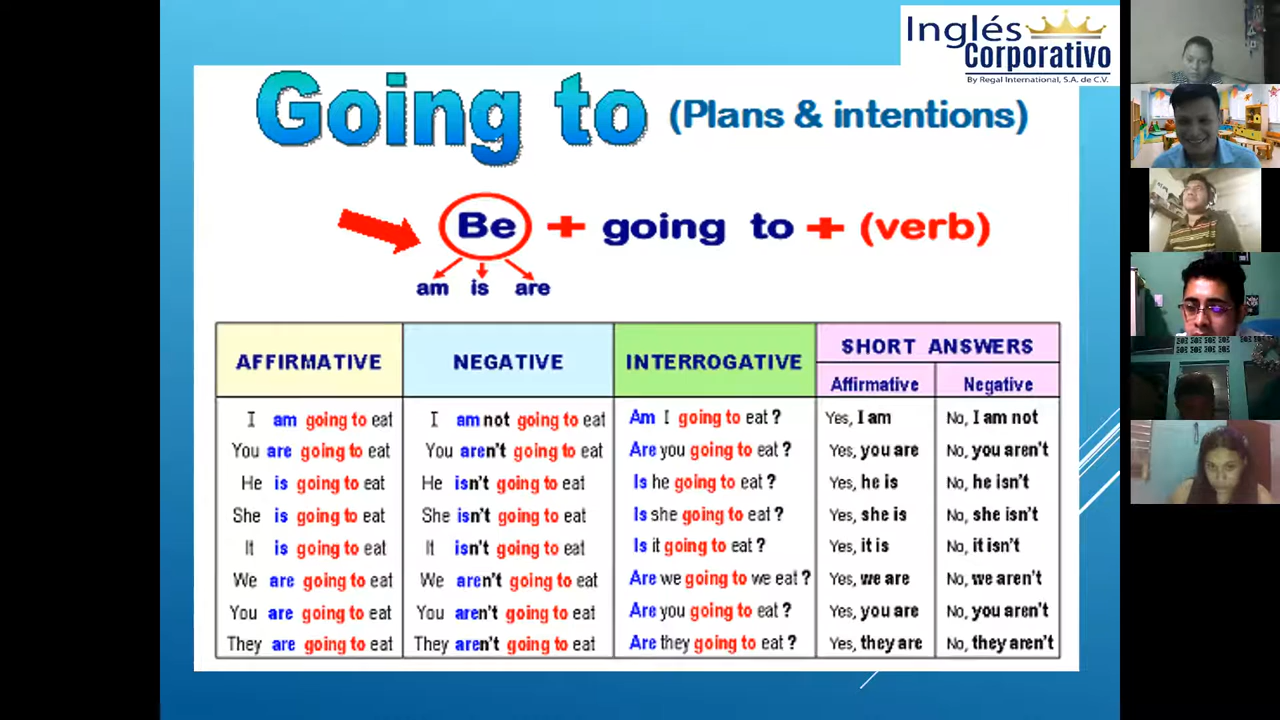 Inglés
Corporativo
By Regal International, S.A. de C.V.
Going to (Plans & intentions)
Be + going to + (verb)
am is are
AFFIRMATIVE NEGATIVE INTERROGATIVE SHORT ANSWERS
Affirmative Negative
I am going to eat I am not going to eat Am I going to eat? Yes, I am No, I am not
You are going to eat You aren't going to eat Are you going to eat? Yes, you are No, you aren't
He is going to eat He isn't going to eat Is he going to eat? Yes, he is No, he isn't
She is going to eat She isn't going to eat Is she going to eat? Yes, she is No, she isn't
It is going to eat It isn't going to eat Is it going to eat? Yes, it is No, it isn't
We are going to eat We aren't going to eat Are we going to we eat? Yes, we are No, we aren't
You are going to eat You aren't going to eat Are you going to eat? Yes, you are No, you aren't
They are going to eat They aren't going to eat Are they going to eat? Yes, they are No, they aren't